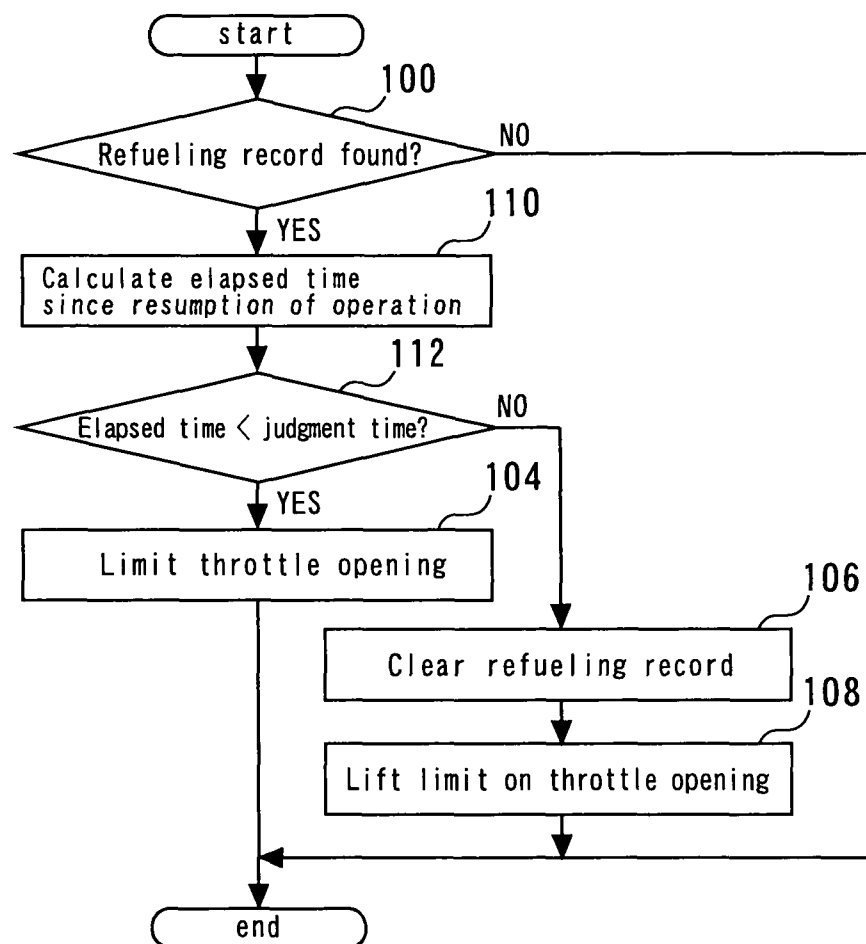 start
100
Refueling record found?
NO
YES
110
Calculate elapsed time
since resumption of operation
112
Elapsed time < judgment time?
NO
YES
104
Limit throttle opening
106
Clear refueling record
108
Lift limit on throttle opening
end